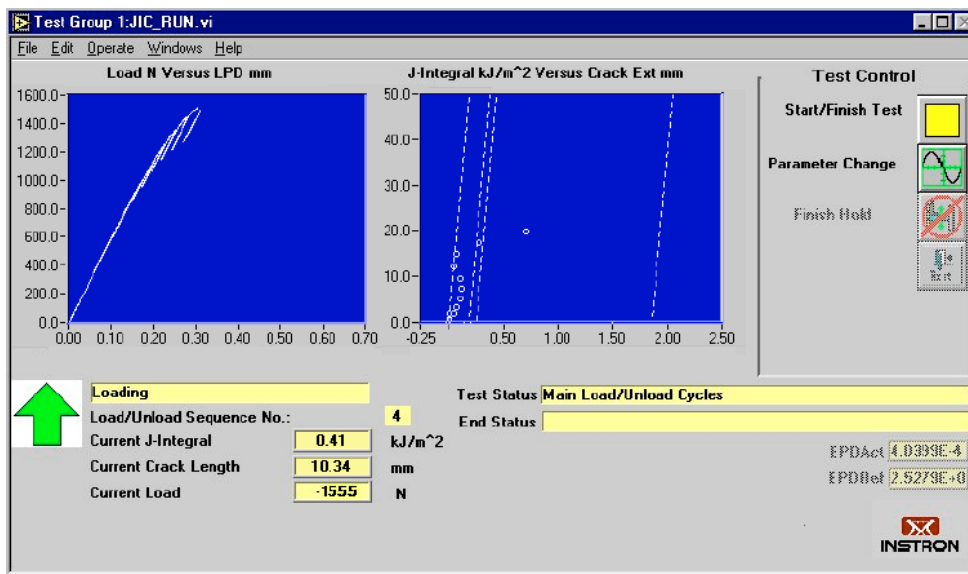 Test Group 1:JIC_RUN.vi
File Edit Operate Windows Help
Load N Versus LPD mm
1600.0
1400.0
1200.0
1000.0
800.0
600.0
400.0
200.0
0.0
0.00 0.10 0.20 0.30 0.40 0.50 0.60 0.70
J-Integral kJ/m^2 Versus Crack Ext mm
50.0
40.0
30.0
20.0
10.0
0.0
-0.25 0.50 1.00 1.50 2.00 2.50
Test Control
Start/Finish Test
Parameter Change
Finish Hold
Exit
Loading
Load/Unload Sequence No.: 4
Current J-Integral 0.41 kJ/m^2
Current Crack Length 10.34 mm
Current Load -1555 N
Test Status Main Load/Unload Cycles
End Status
EPDAct 4.0399E-4
EPDRef 2.5279E+0
INSTRON